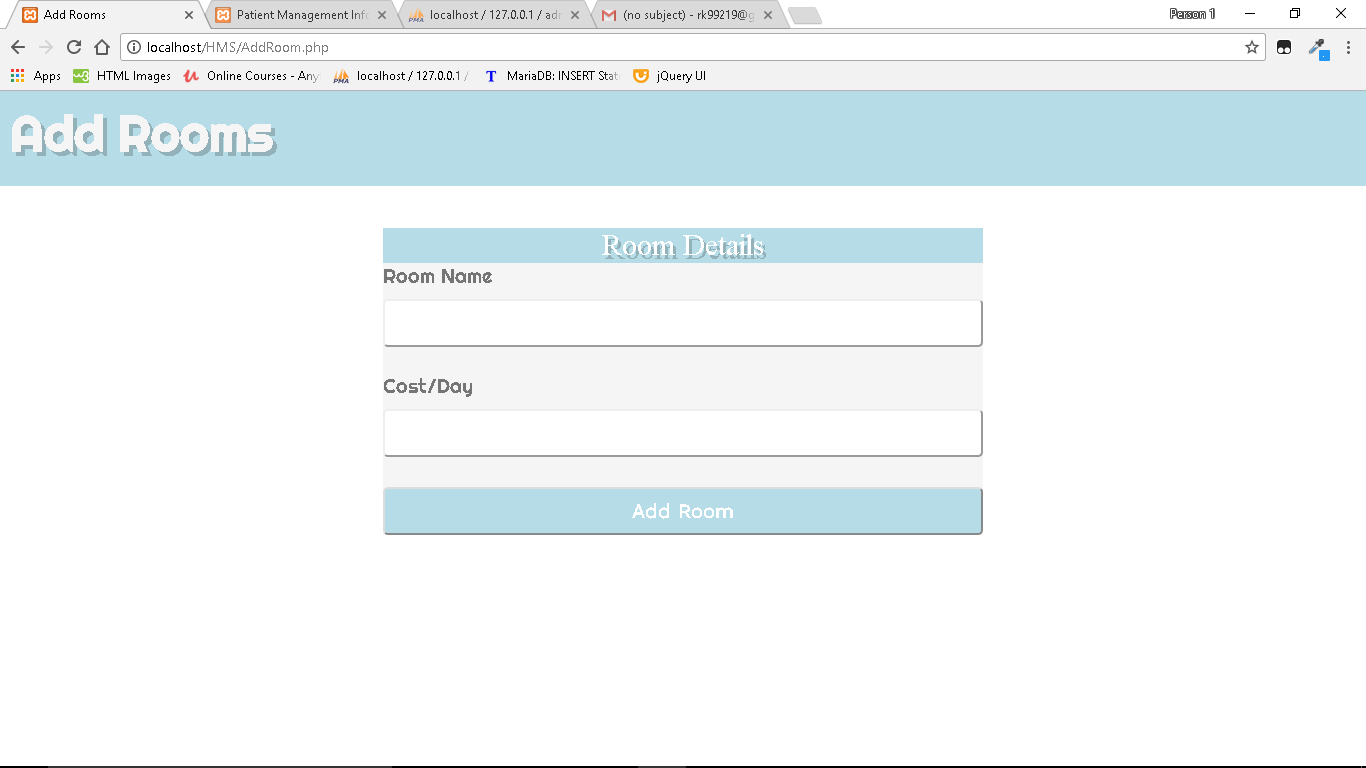 Add Rooms
Patient Management Info
localhost / 127.0.0.1 / adr
(no subject) - rk99219@g
Person 1
localhost/HMS/AddRoom.php
Apps
HTML Images
Online Courses - Any
PMA localhost / 127.0.0.1 /
T MariaDB: INSERT Stat
jQuery UI
Add Rooms
Room Details
Room Name
Cost/Day
Add Room